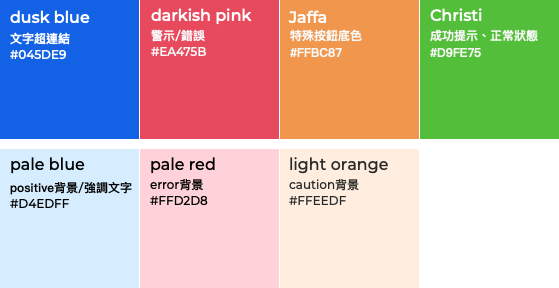 dusk blue
文字超連結
#045DE9
darkish pink
警示/錯誤
#EA475B
Jaffa
特殊按鈕底色
#FFBC87
Christi
成功提示、正常狀態
#D9FE75
pale blue
positive背景/強調文字
#D4EDFF
pale red
error背景
#FFD2D8
light orange
caution背景
#FFEEDF